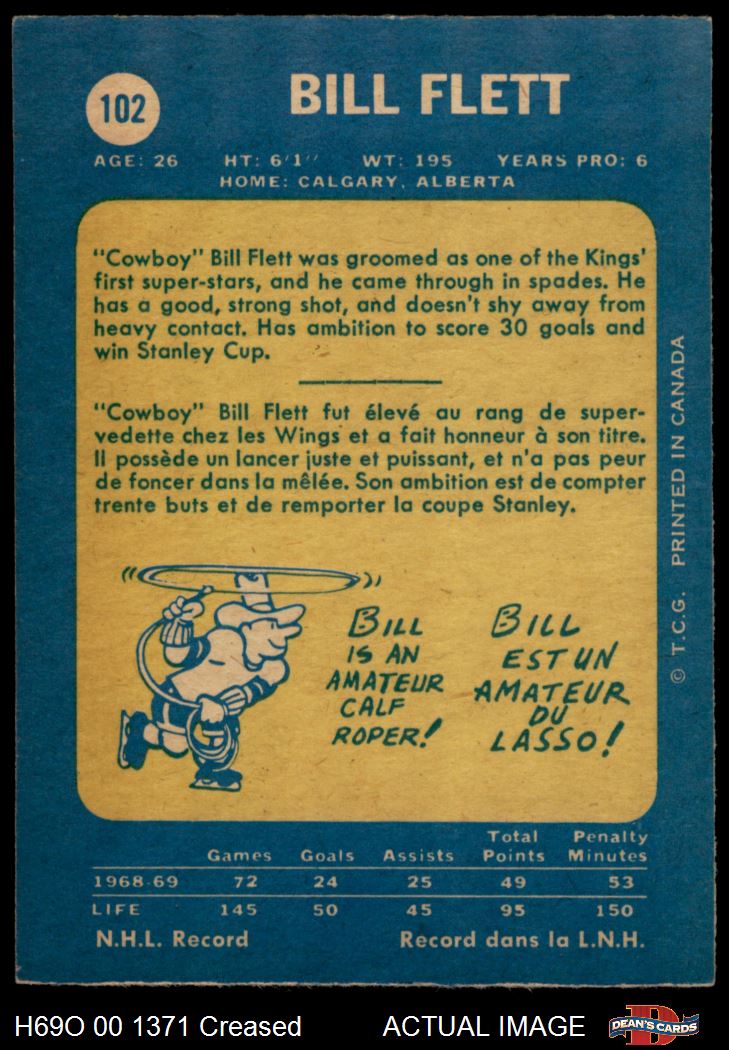 102
BILL FLETT
AGE: 26 HT: 6'1'' WT: 195 YEARS PRO: 6
HOME: CALGARY, ALBERTA
"Cowboy" Bill Flett was groomed as one of the Kings'
first super-stars, and he came through in spades. He
has a good, strong shot, and doesn't shy away from
heavy contact. Has ambition to score 30 goals and
win Stanley Cup.
"Cowboy" Bill Flett fut élevé au rang de super-
vedette chez les Wings et a fait honneur à son titre.
Il possède un lancer juste et puissant, et n'a pas peur
de foncer dans la mêlée. Son ambition est de compter
trente buts et de remporter la coupe Stanley.
BILL
IS AN
AMATEUR
CALF
ROPER!
BILL
EST UN
AMATEUR
DU
LASSO!
© T.C.G. PRINTED IN CANADA
Total Penalty
Games Goals Assists Points Minutes
1968-69 72 24 25 49 53
LIFE 145 50 45 95 150
N.H.L. Record Record dans la L.N.H.
H69O 00 1371 Creased ACTUAL IMAGE DEAN'S CARDS